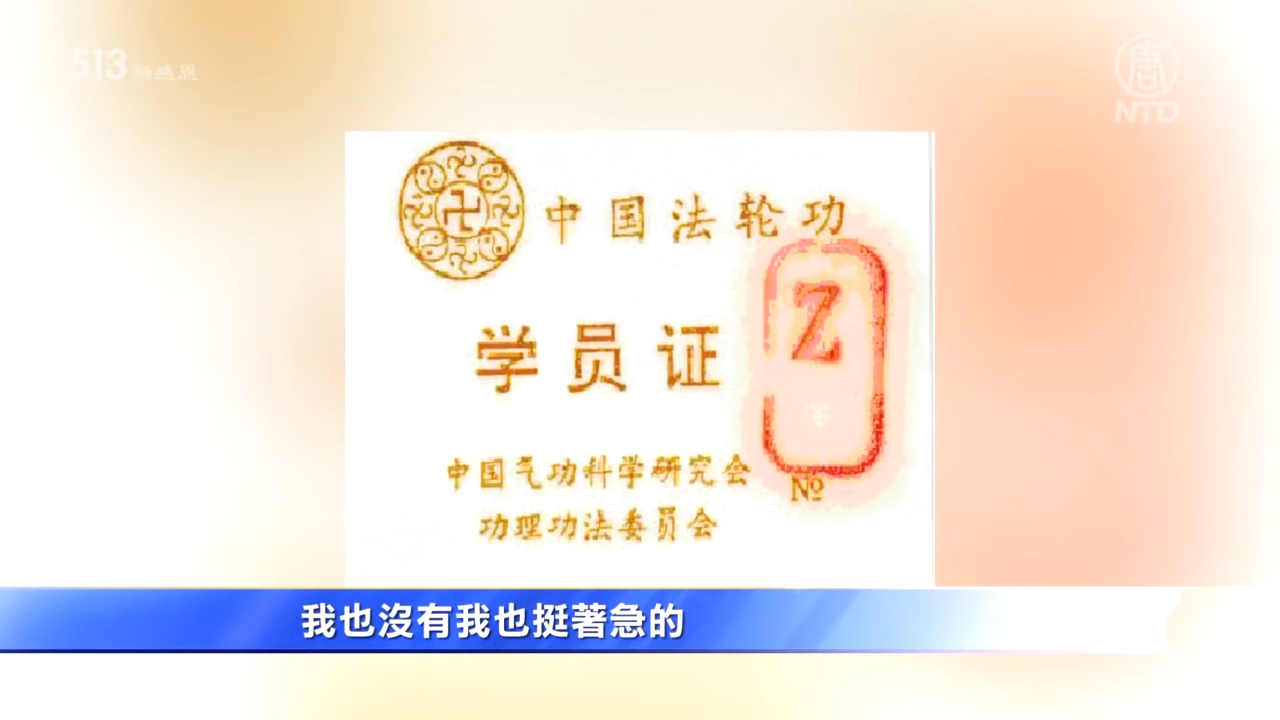 513
唐
NTD
中国法轮功
学员证
Z
中国气功科学研究会
功理功法委员会
№
我也沒有我也挺著急的